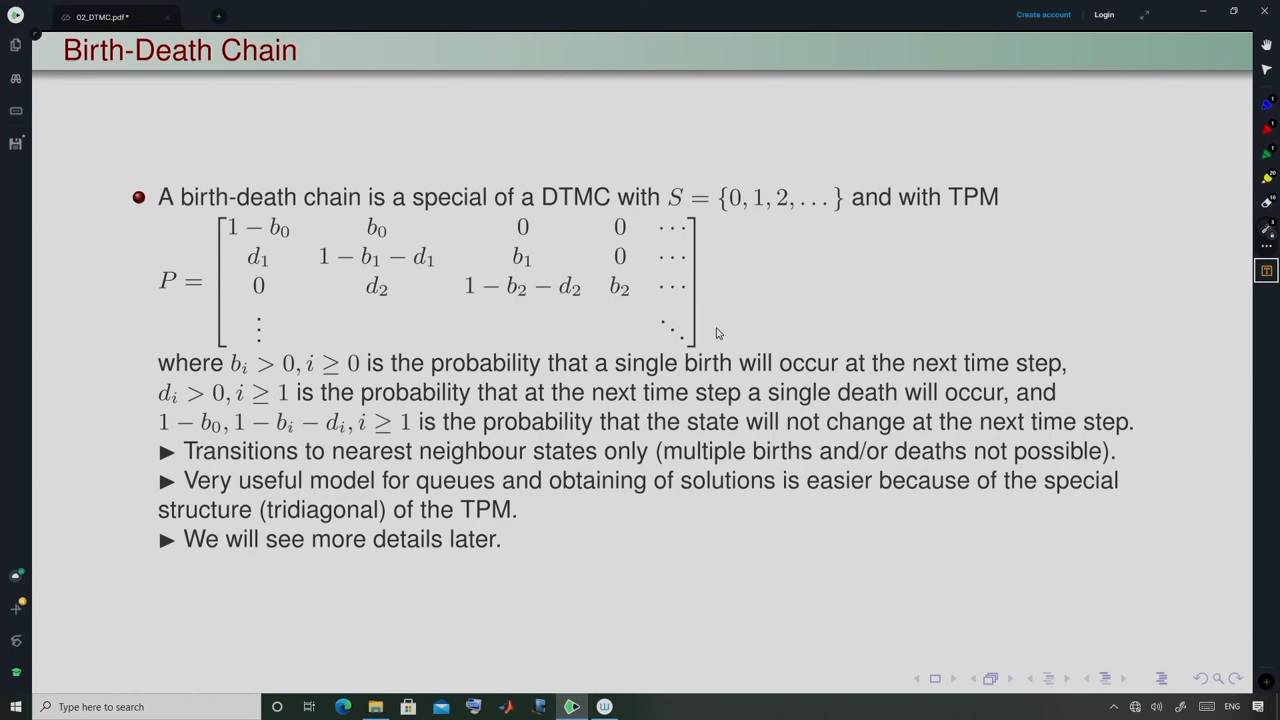 02_DTMC.pdf*
Create account
Login
Birth-Death Chain
A birth-death chain is a special of a DTMC with S = {0, 1, 2, . . . } and with TPM
1 − b₀ b₀ 0 0 ⋯
d₁ 1 − b₁ − d₁ b₁ 0 ⋯
P =
0 d₂ 1 − b₂ − d₂ b₂ ⋯
⋮ ⋱
where bᵢ > 0, i ≥ 0 is the probability that a single birth will occur at the next time step,
dᵢ > 0, i ≥ 1 is the probability that at the next time step a single death will occur, and
1 − b₀, 1 − bᵢ − dᵢ, i ≥ 1 is the probability that the state will not change at the next time step.
▶ Transitions to nearest neighbour states only (multiple births and/or deaths not possible).
▶ Very useful model for queues and obtaining of solutions is easier because of the special
structure (tridiagonal) of the TPM.
▶ We will see more details later.
Type here to search
ENG